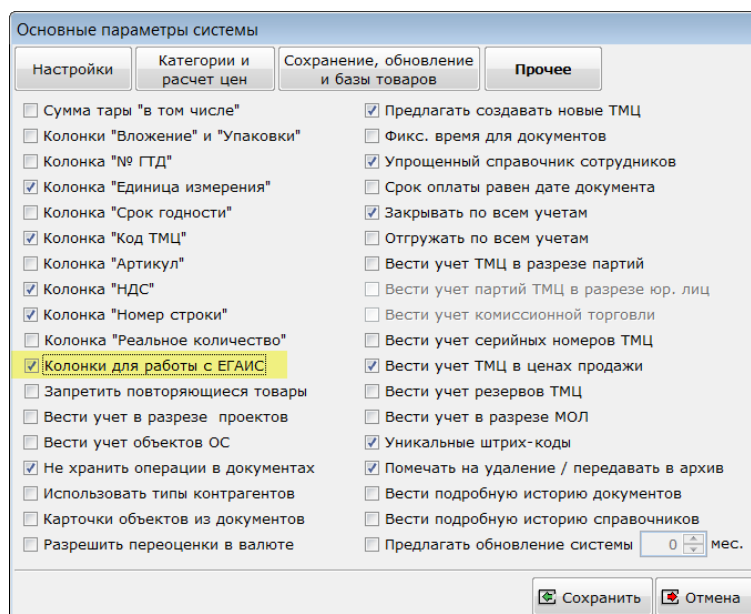 Основные параметры системы
Настройки
Категории и
расчет цен
Сохранение, обновление
и базы товаров
Прочее
Сумма тары "в том числе"
Колонки "Вложение" и "Упаковки"
Колонка "№ ГТД"
Колонка "Единица измерения"
Колонка "Срок годности"
Колонка "Код ТМЦ"
Колонка "Артикул"
Колонка "НДС"
Колонка "Номер строки"
Колонка "Реальное количество"
Колонки для работы с ЕГАИС
Запретить повторяющиеся товары
Вести учет в разрезе проектов
Вести учет объектов ОС
Не хранить операции в документах
Использовать типы контрагентов
Карточки объектов из документов
Разрешить переоценки в валюте
Предлагать создавать новые ТМЦ
Фикс. время для документов
Упрощенный справочник сотрудников
Срок оплаты равен дате документа
Закрывать по всем учетам
Отгружать по всем учетам
Вести учет ТМЦ в разрезе партий
Вести учет партий ТМЦ в разрезе юр. лиц
Вести учет комиссионной торговли
Вести учет серийных номеров ТМЦ
Вести учет ТМЦ в ценах продажи
Вести учет резервов ТМЦ
Вести учет в разрезе МОЛ
Уникальные штрих-коды
Помечать на удаление / передавать в архив
Вести подробную историю документов
Вести подробную историю справочников
Предлагать обновление системы 0 мес.
Сохранить
Отмена